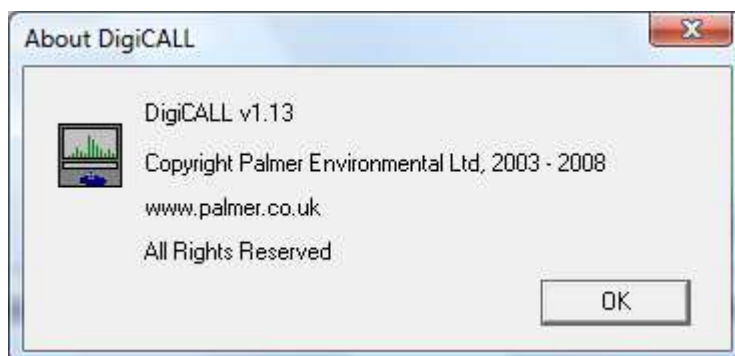 About DigiCALL
DigiCALL v1.13
Copyright Palmer Environmental Ltd, 2003 - 2008
www.palmer.co.uk
All Rights Reserved
OK